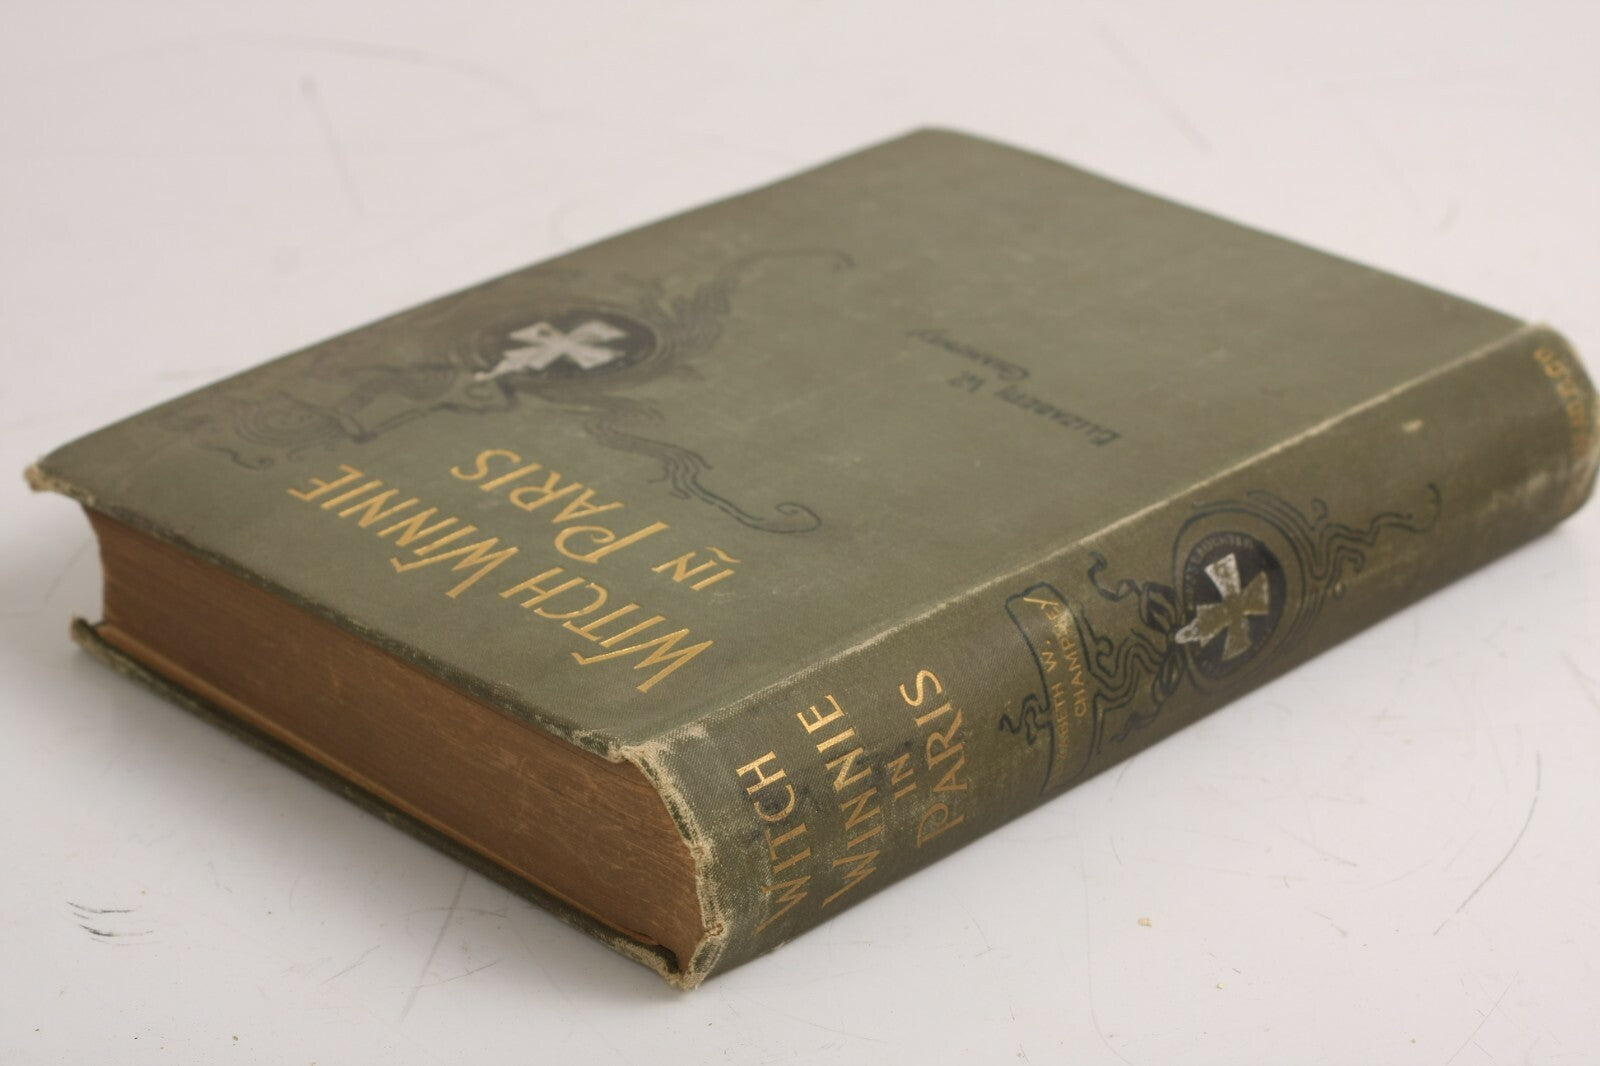 WITCH WINNIE
IN PARIS
ELIZABETH W.
CHAMPNEY
WITCH
WINNIE
IN
PARIS
ELIZABETH W.
CHAMPNEY